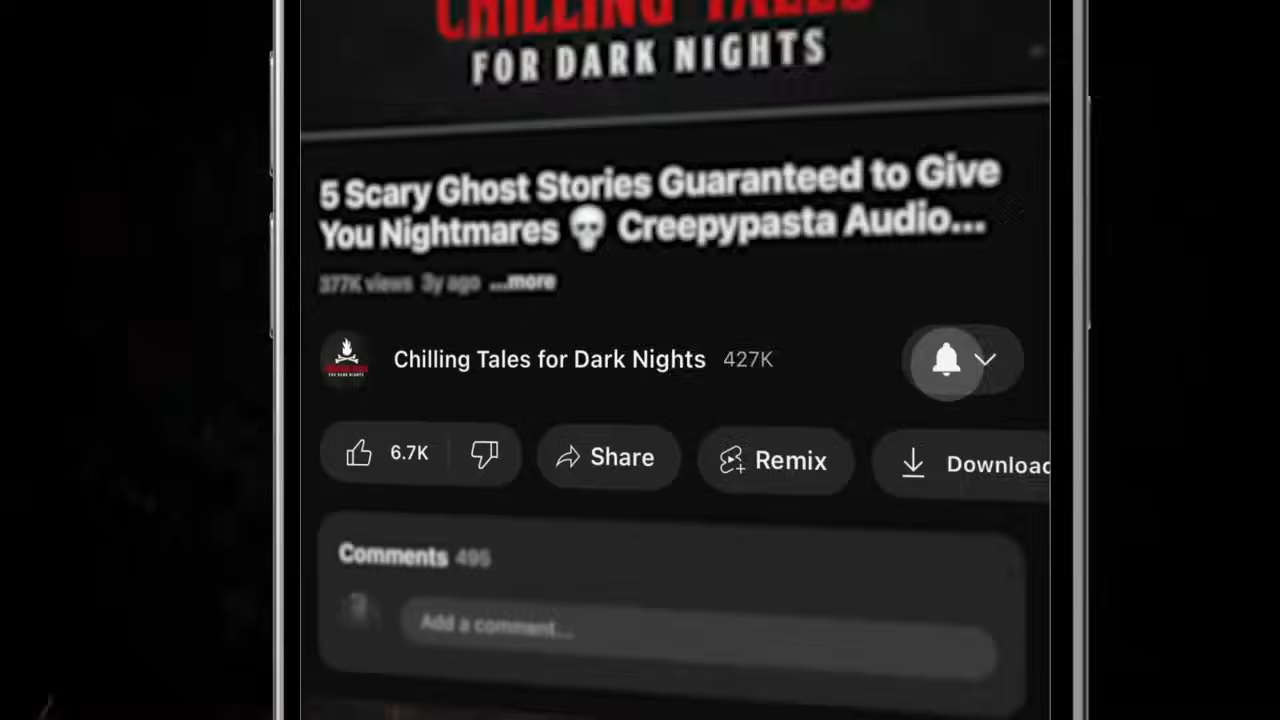 CHILLING TALES
FOR DARK NIGHTS
5 Scary Ghost Stories Guaranteed to Give
You Nightmares 💀 Creepypasta Audio...
377K views 3y ago ...more
Chilling Tales for Dark Nights 427K
6.7K Share Remix Download
Comments 495
Add a comment...